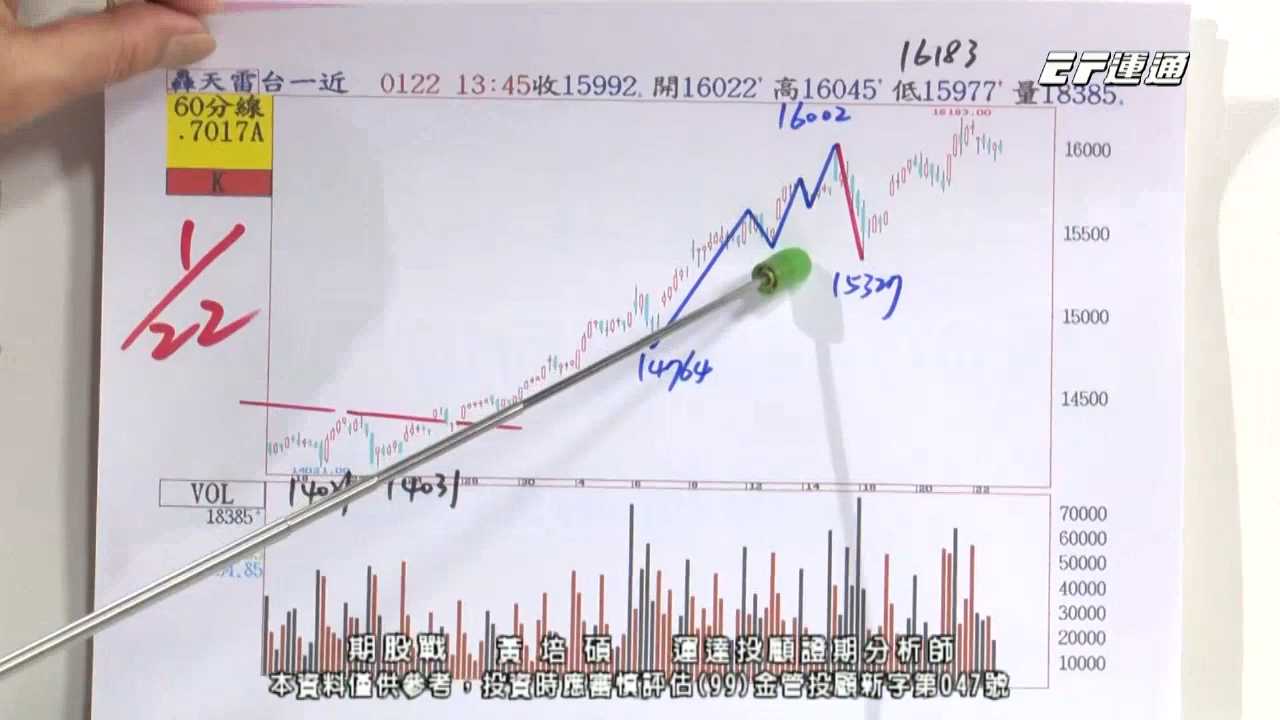 16183
EF運通
轟天雷台一近 0122 13:45收15992. 開16022' 高16045' 低15977' 量18385.
60分線
.7017A
K
1/22
16002
16183.00
16000
15500
15327
15000
14764
14500
14021.00
14031
VOL
18385'
28 30 4 6 8 12 14 18 20 22
70000
60000
50000
40000
30000
20000
10000
期股戰 黃培碩 運達投顧證期分析師
本資料僅供參考，投資時應審慎評估(99)金管投顧新字第047號